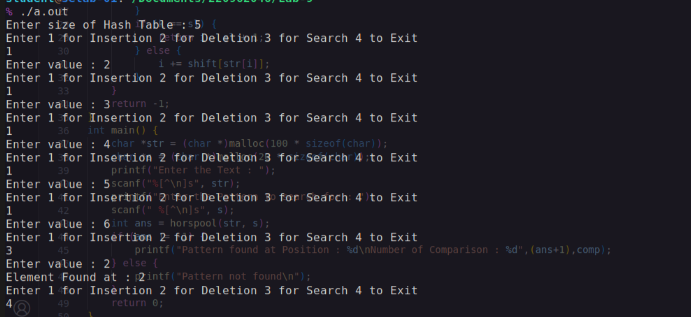 student@selab-01:~/Documents/220962048/Lab-9
% ./a.out
Enter size of Hash Table : 5
Enter 1 for Insertion 2 for Deletion 3 for Search 4 to Exit
1
30 } else {
Enter value : 2
i += shift[str[i]];
Enter 1 for Insertion 2 for Deletion 3 for Search 4 to Exit
1
33 }
Enter value : 3
return -1;
Enter 1 for Insertion 2 for Deletion 3 for Search 4 to Exit
1
36 int main() {
Enter value : 4
char *str = (char *)malloc(100 * sizeof(char));
Enter 1 for Insertion 2 for Deletion 3 for Search 4 to Exit
1
39 printf("Enter the Text : ");
Enter value : 5
scanf("%[^\n]s", str);
Enter 1 for Insertion 2 for Deletion 3 for Search 4 to Exit
1
42 scanf(" %[^\n]s", s);
Enter value : 6
int ans = horspool(str, s);
Enter 1 for Insertion 2 for Deletion 3 for Search 4 to Exit
3
45 printf("Pattern found at Position : %d\nNumber of Comparison : %d",(ans+1),comp);
Enter value : 2
} else {
Element Found at : 2
printf("Pattern not found\n");
Enter 1 for Insertion 2 for Deletion 3 for Search 4 to Exit
4
49 return 0;
}